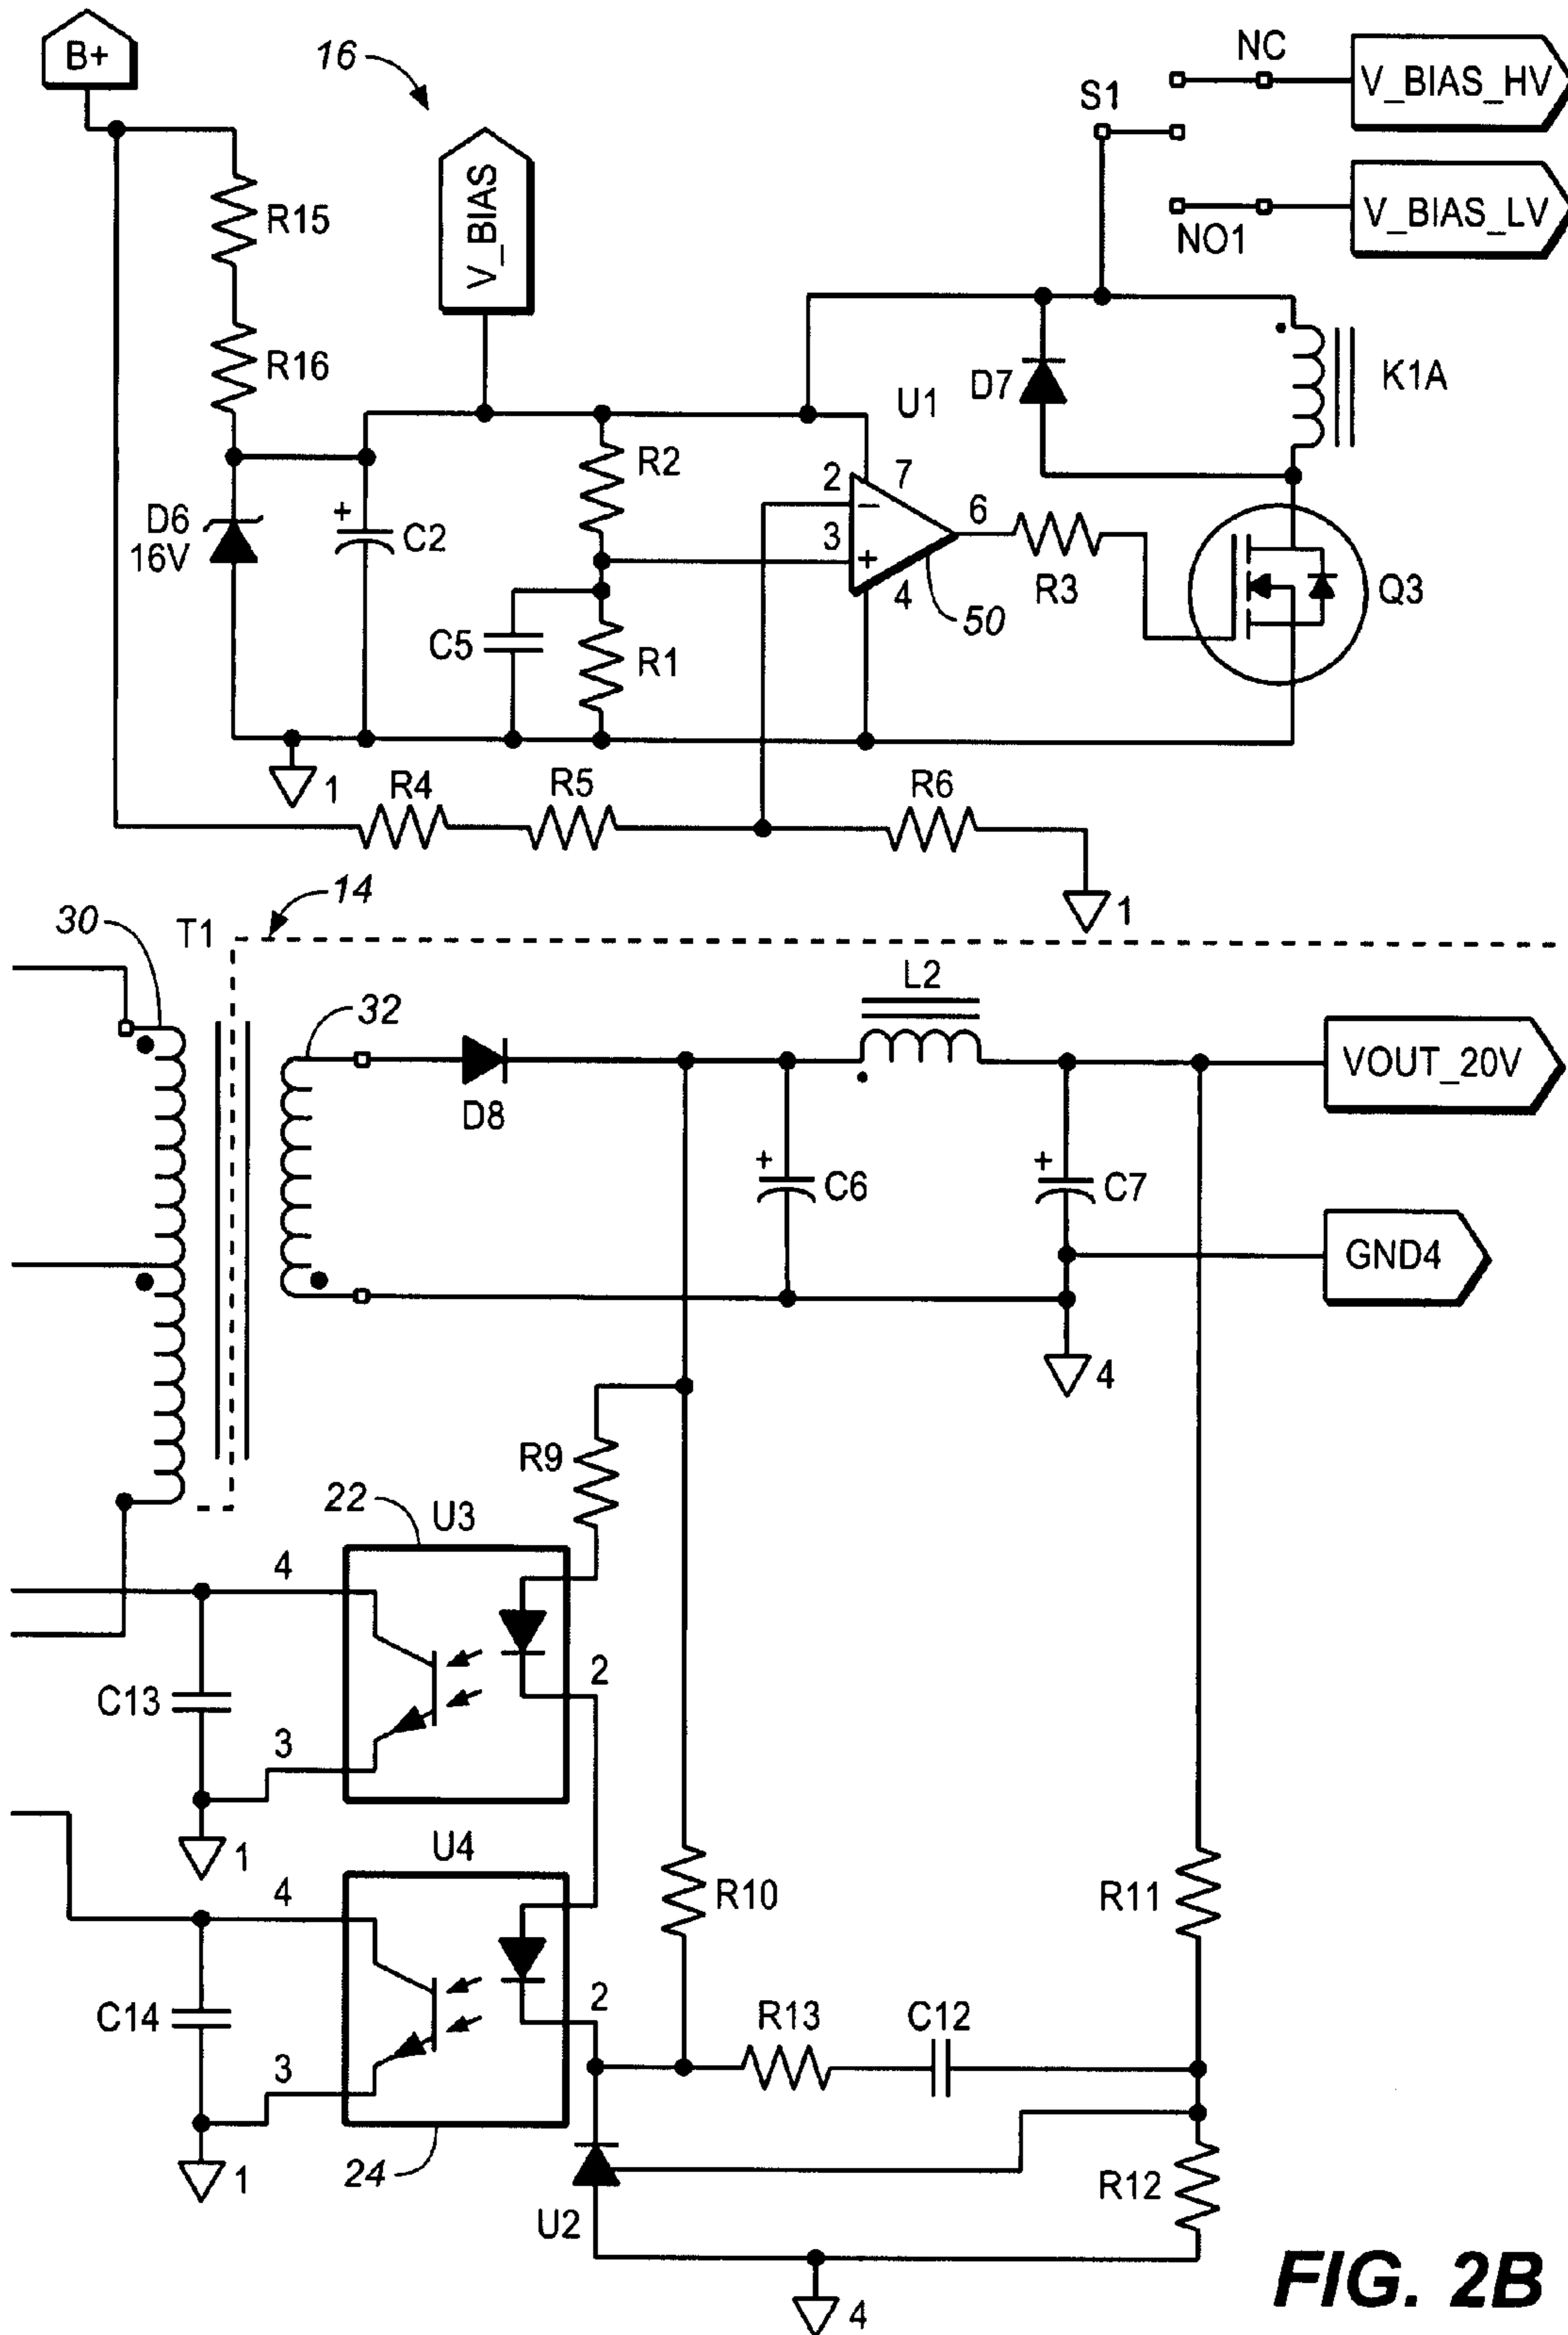 B+
16
NC
V_BIAS_HV
S1
V_BIAS
R15
V_BIAS_LV
NO1
R16
D7
K1A
U1
R2
2
7
D6
16V
+
C2
−
6
3
+
R3
Q3
4
50
C5
R1
1
R4
R5
R6
14
1
30
T1
L2
32
VOUT_20V
D8
+
C6
+
C7
GND4
4
R9
22
U3
4
2
C13
3
1
U4
4
R10
R11
2
R13
C12
C14
3
1
24
U2
R12
4
FIG. 2B